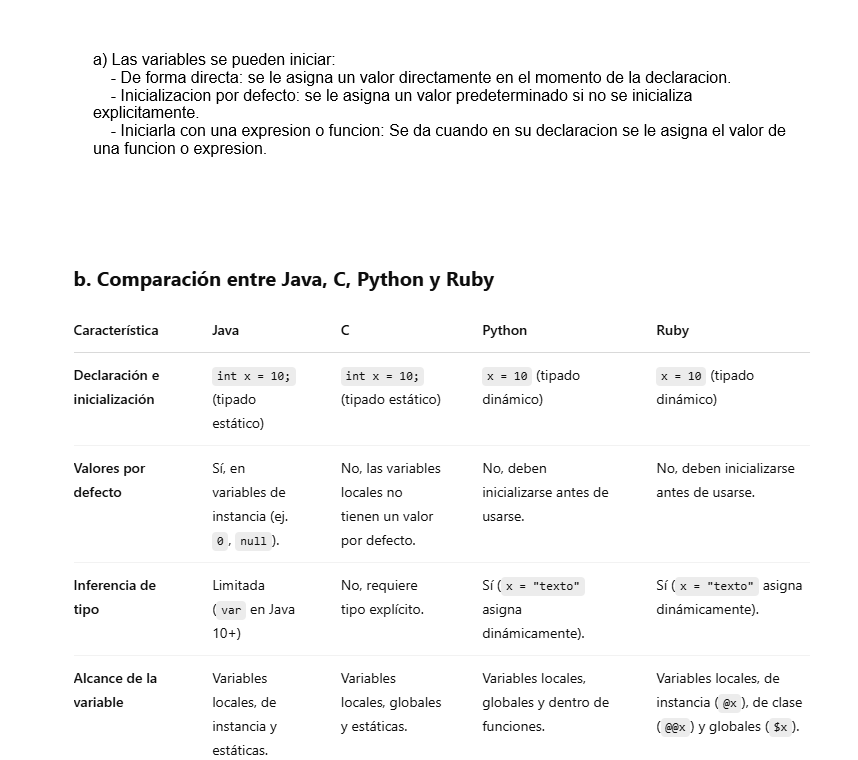 a) Las variables se pueden iniciar:
- De forma directa: se le asigna un valor directamente en el momento de la declaracion.
- Inicializacion por defecto: se le asigna un valor predeterminado si no se inicializa
explicitamente.
- Iniciarla con una expresion o funcion: Se da cuando en su declaracion se le asigna el valor de
una funcion o expresion.
b. Comparación entre Java, C, Python y Ruby
Característica Java C Python Ruby
Declaración e int x = 10; int x = 10; x = 10 (tipado x = 10 (tipado
inicialización (tipado (tipado estático) dinámico) dinámico)
estático)
Valores por Sí, en No, las variables No, deben No, deben inicializarse
defecto variables de locales no inicializarse antes de antes de usarse.
instancia (ej. tienen un valor usarse.
0, null). por defecto.
Inferencia de Limitada No, requiere Sí (x = "texto" Sí (x = "texto" asigna
tipo (var en Java tipo explícito. asigna dinámicamente).
10+) dinámicamente).
Alcance de la Variables Variables Variables locales, Variables locales, de
variable locales, de locales, globales globales y dentro de instancia (@x), de clase
instancia y y estáticas. funciones. (@@x) y globales ($x).
estáticas.